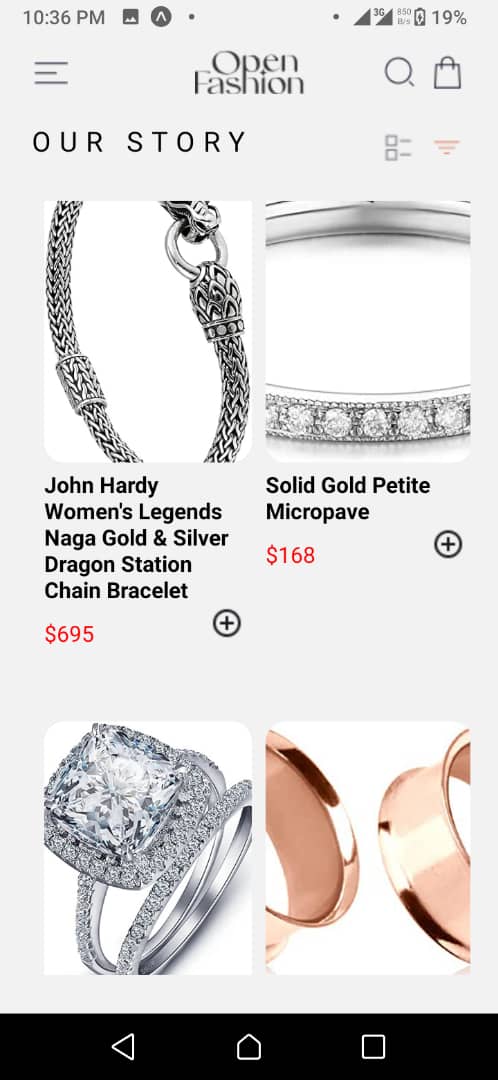 10:36 PM
3G
850
B/s
19%
Open
Fashion
OUR STORY
John Hardy
Women's Legends
Naga Gold & Silver
Dragon Station
Chain Bracelet
$695
Solid Gold Petite
Micropave
$168